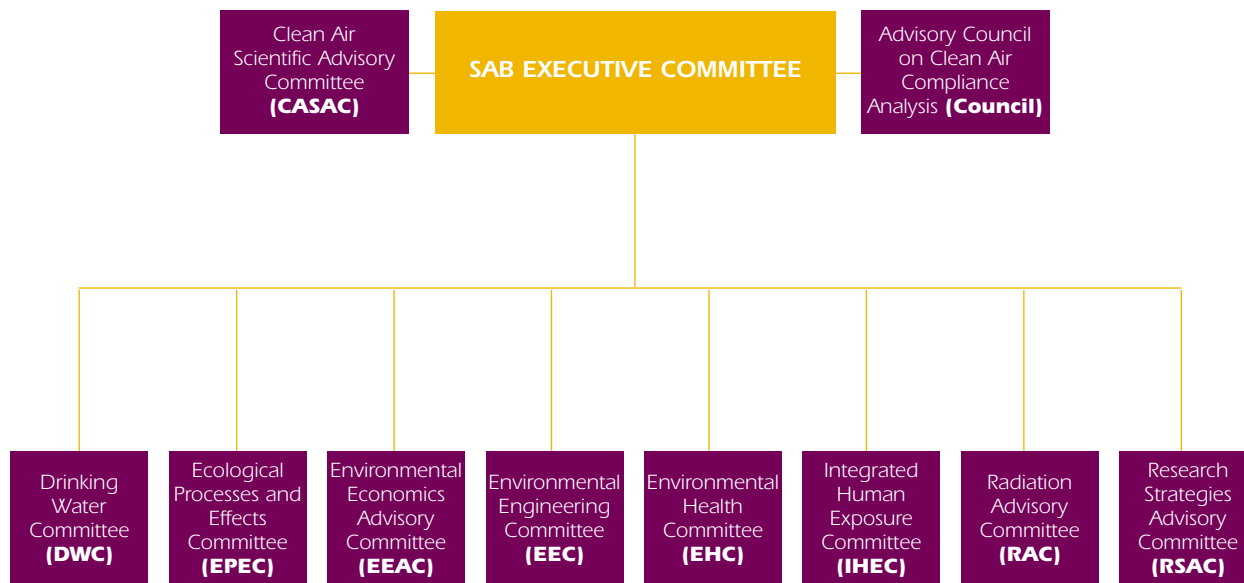 Clean Air
Scientific Advisory
Committee
(CASAC)
SAB EXECUTIVE COMMITTEE
Advisory Council
on Clean Air
Compliance
Analysis (Council)
Drinking
Water
Committee
(DWC)
Ecological
Processes and
Effects
Committee
(EPEC)
Environmental
Economics
Advisory
Committee
(EEAC)
Environmental
Engineering
Committee
(EEC)
Environmental
Health
Committee
(EHC)
Integrated
Human
Exposure
Committee
(IHEC)
Radiation
Advisory
Committee
(RAC)
Research
Strategies
Advisory
Committee
(RSAC)